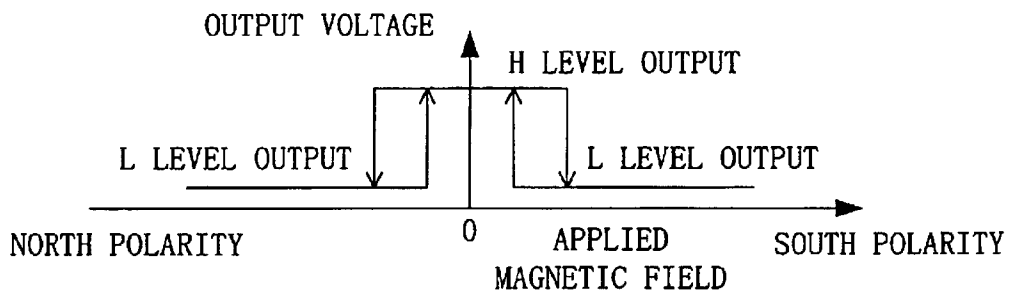 OUTPUT VOLTAGE
H LEVEL OUTPUT
L LEVEL OUTPUT
L LEVEL OUTPUT
NORTH POLARITY
0
APPLIED
MAGNETIC FIELD
SOUTH POLARITY